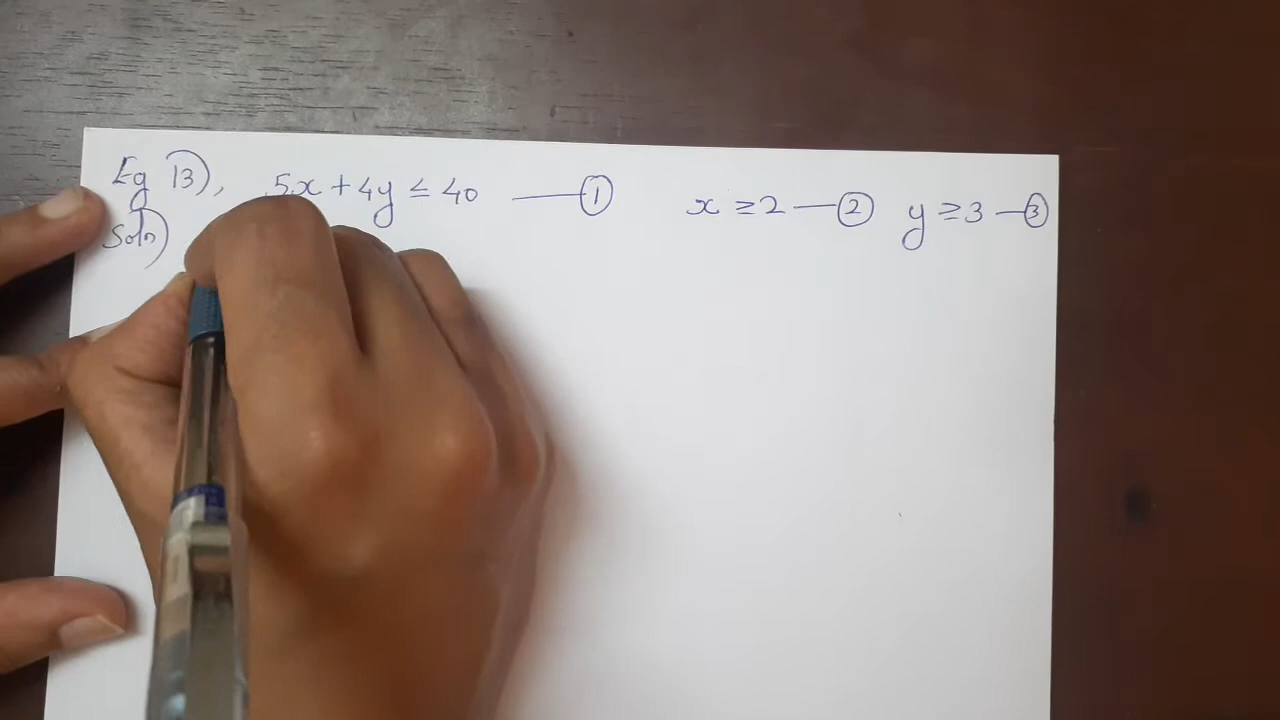 Eg 13), 5x + 4y ≤ 40 —① x ≥ 2 —② y ≥ 3 —③
Soln)